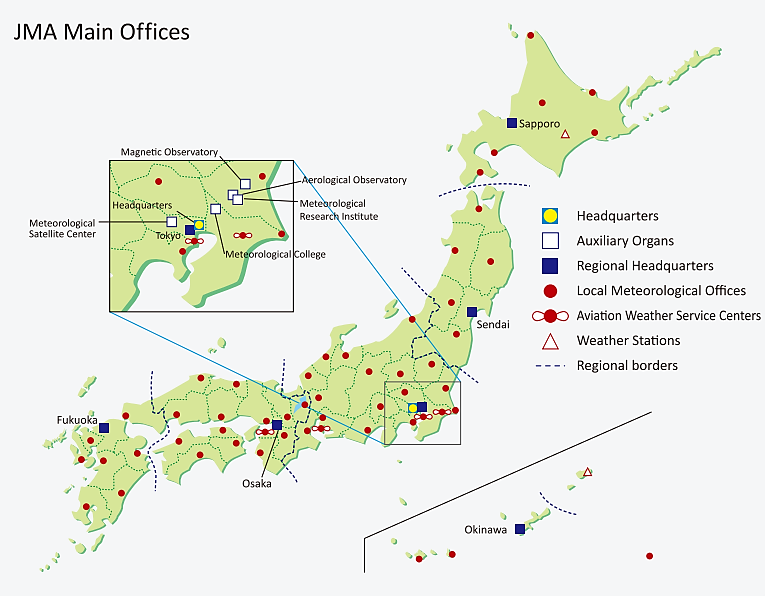 JMA Main Offices
Sapporo
Magnetic Observatory
Aerological Observatory
Headquarters
Meteorological
Research Institute
Meteorological
Satellite Center
Tokyo
Meteorological College
Headquarters
Auxiliary Organs
Regional Headquarters
Local Meteorological Offices
Aviation Weather Service Centers
Weather Stations
Regional borders
Sendai
Fukuoka
Osaka
Okinawa